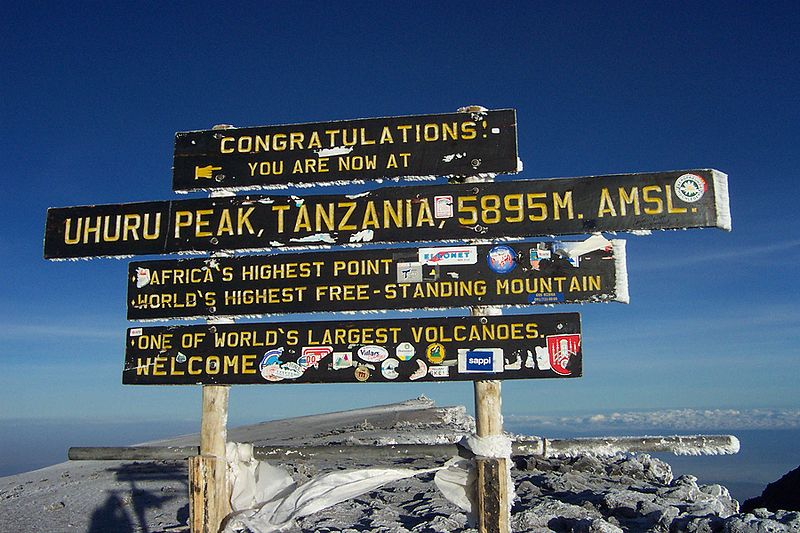 CONGRATULATIONS!
YOU ARE NOW AT
UHURU PEAK, TANZANIA, 5895M. AMSL.
AFRICA`S HIGHEST POINT
WORLD`S HIGHEST FREE-STANDING MOUNTAIN
ONE OF WORLD`S LARGEST VOLCANOES.
WELCOME
sappi